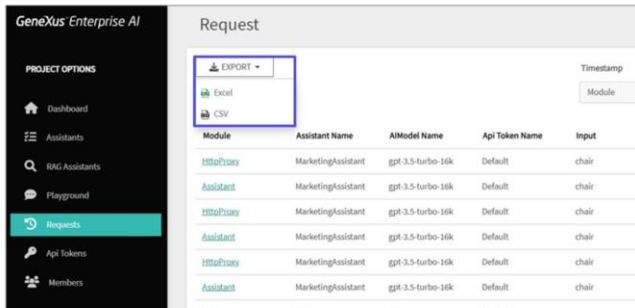 GeneXus™ Enterprise AI
Request
PROJECT OPTIONS
EXPORT
Timestamp
Excel
Module
CSV
Dashboard
Assistants
RAG Assistants
Playground
Requests
Api Tokens
Members
Module Assistant Name AIModel Name Api Token Name Input
HttpProxy MarketingAssistant gpt-3.5-turbo-16k Default chair
Assistant MarketingAssistant gpt-3.5-turbo-16k Default chair
HttpProxy MarketingAssistant gpt-3.5-turbo-16k Default chair
Assistant MarketingAssistant gpt-3.5-turbo-16k Default chair
HttpProxy MarketingAssistant gpt-3.5-turbo-16k Default chair
Assistant MarketingAssistant gpt-3.5-turbo-16k Default chair